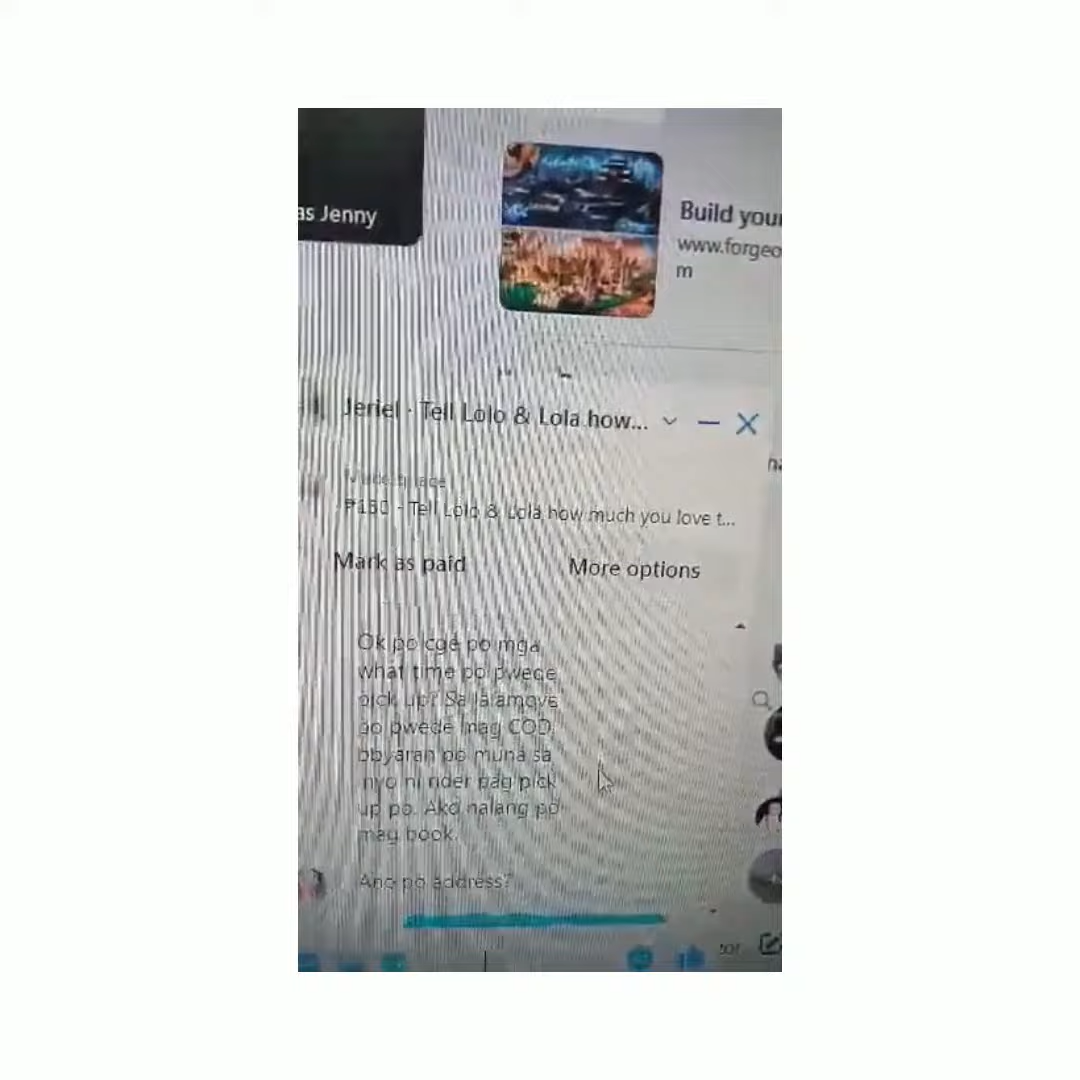 as Jenny
Build your
www.forgeo
m
Jeriel · Tell Lolo & Lola how...
₱150 - Tell Lolo & Lola how much you love t...
Mark as paid
More options
Ok po cge po mga
what time po pwede
pick up? Sa lalamove
po pwede mag COD
bbyaran po muna sa
inyo ni rider pag pick
up po. Ako nalang po
mag book.
Ano po address?